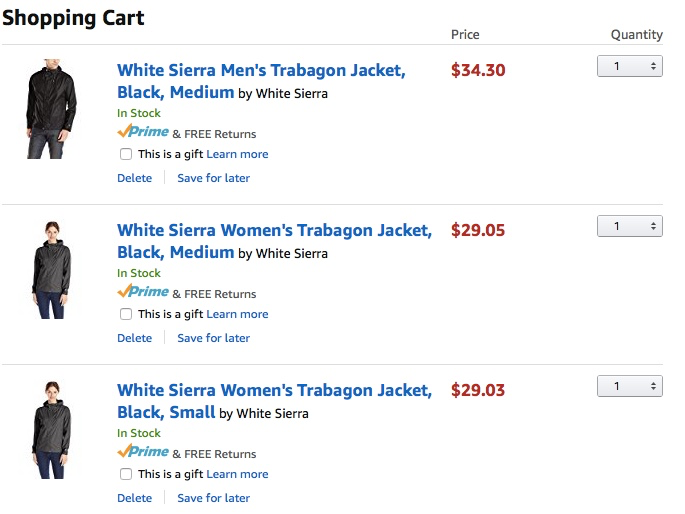 Shopping Cart
Price Quantity
White Sierra Men's Trabagon Jacket, $34.30 1
Black, Medium by White Sierra
In Stock
Prime & FREE Returns
This is a gift Learn more
Delete Save for later
White Sierra Women's Trabagon Jacket, $29.05 1
Black, Medium by White Sierra
In Stock
Prime & FREE Returns
This is a gift Learn more
Delete Save for later
White Sierra Women's Trabagon Jacket, $29.03 1
Black, Small by White Sierra
In Stock
Prime & FREE Returns
This is a gift Learn more
Delete Save for later